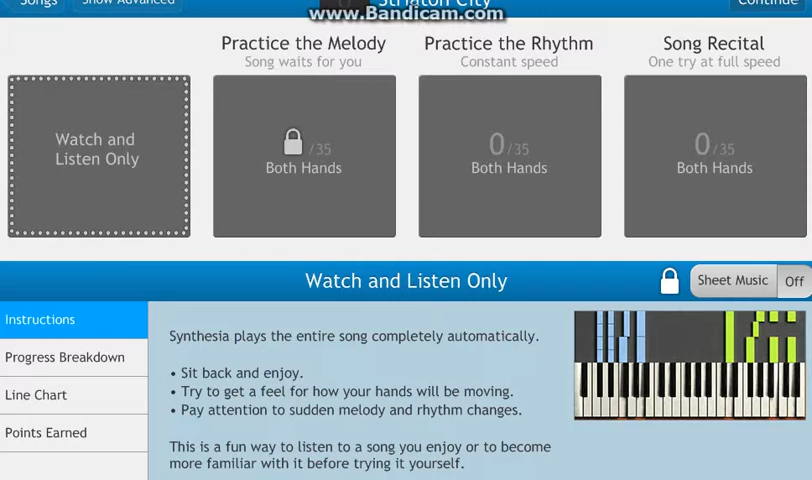 www.Bandicam.com
Songs
Show Advanced
Striaton City
Continue
Practice the Melody
Song waits for you
Practice the Rhythm
Constant speed
Song Recital
One try at full speed
Watch and
Listen Only
/35
Both Hands
0/35
Both Hands
0/35
Both Hands
Watch and Listen Only
Sheet Music
Off
Instructions
Progress Breakdown
Line Chart
Points Earned
Synthesia plays the entire song completely automatically.
• Sit back and enjoy.
• Try to get a feel for how your hands will be moving.
• Pay attention to sudden melody and rhythm changes.
This is a fun way to listen to a song you enjoy or to become
more familiar with it before trying it yourself.